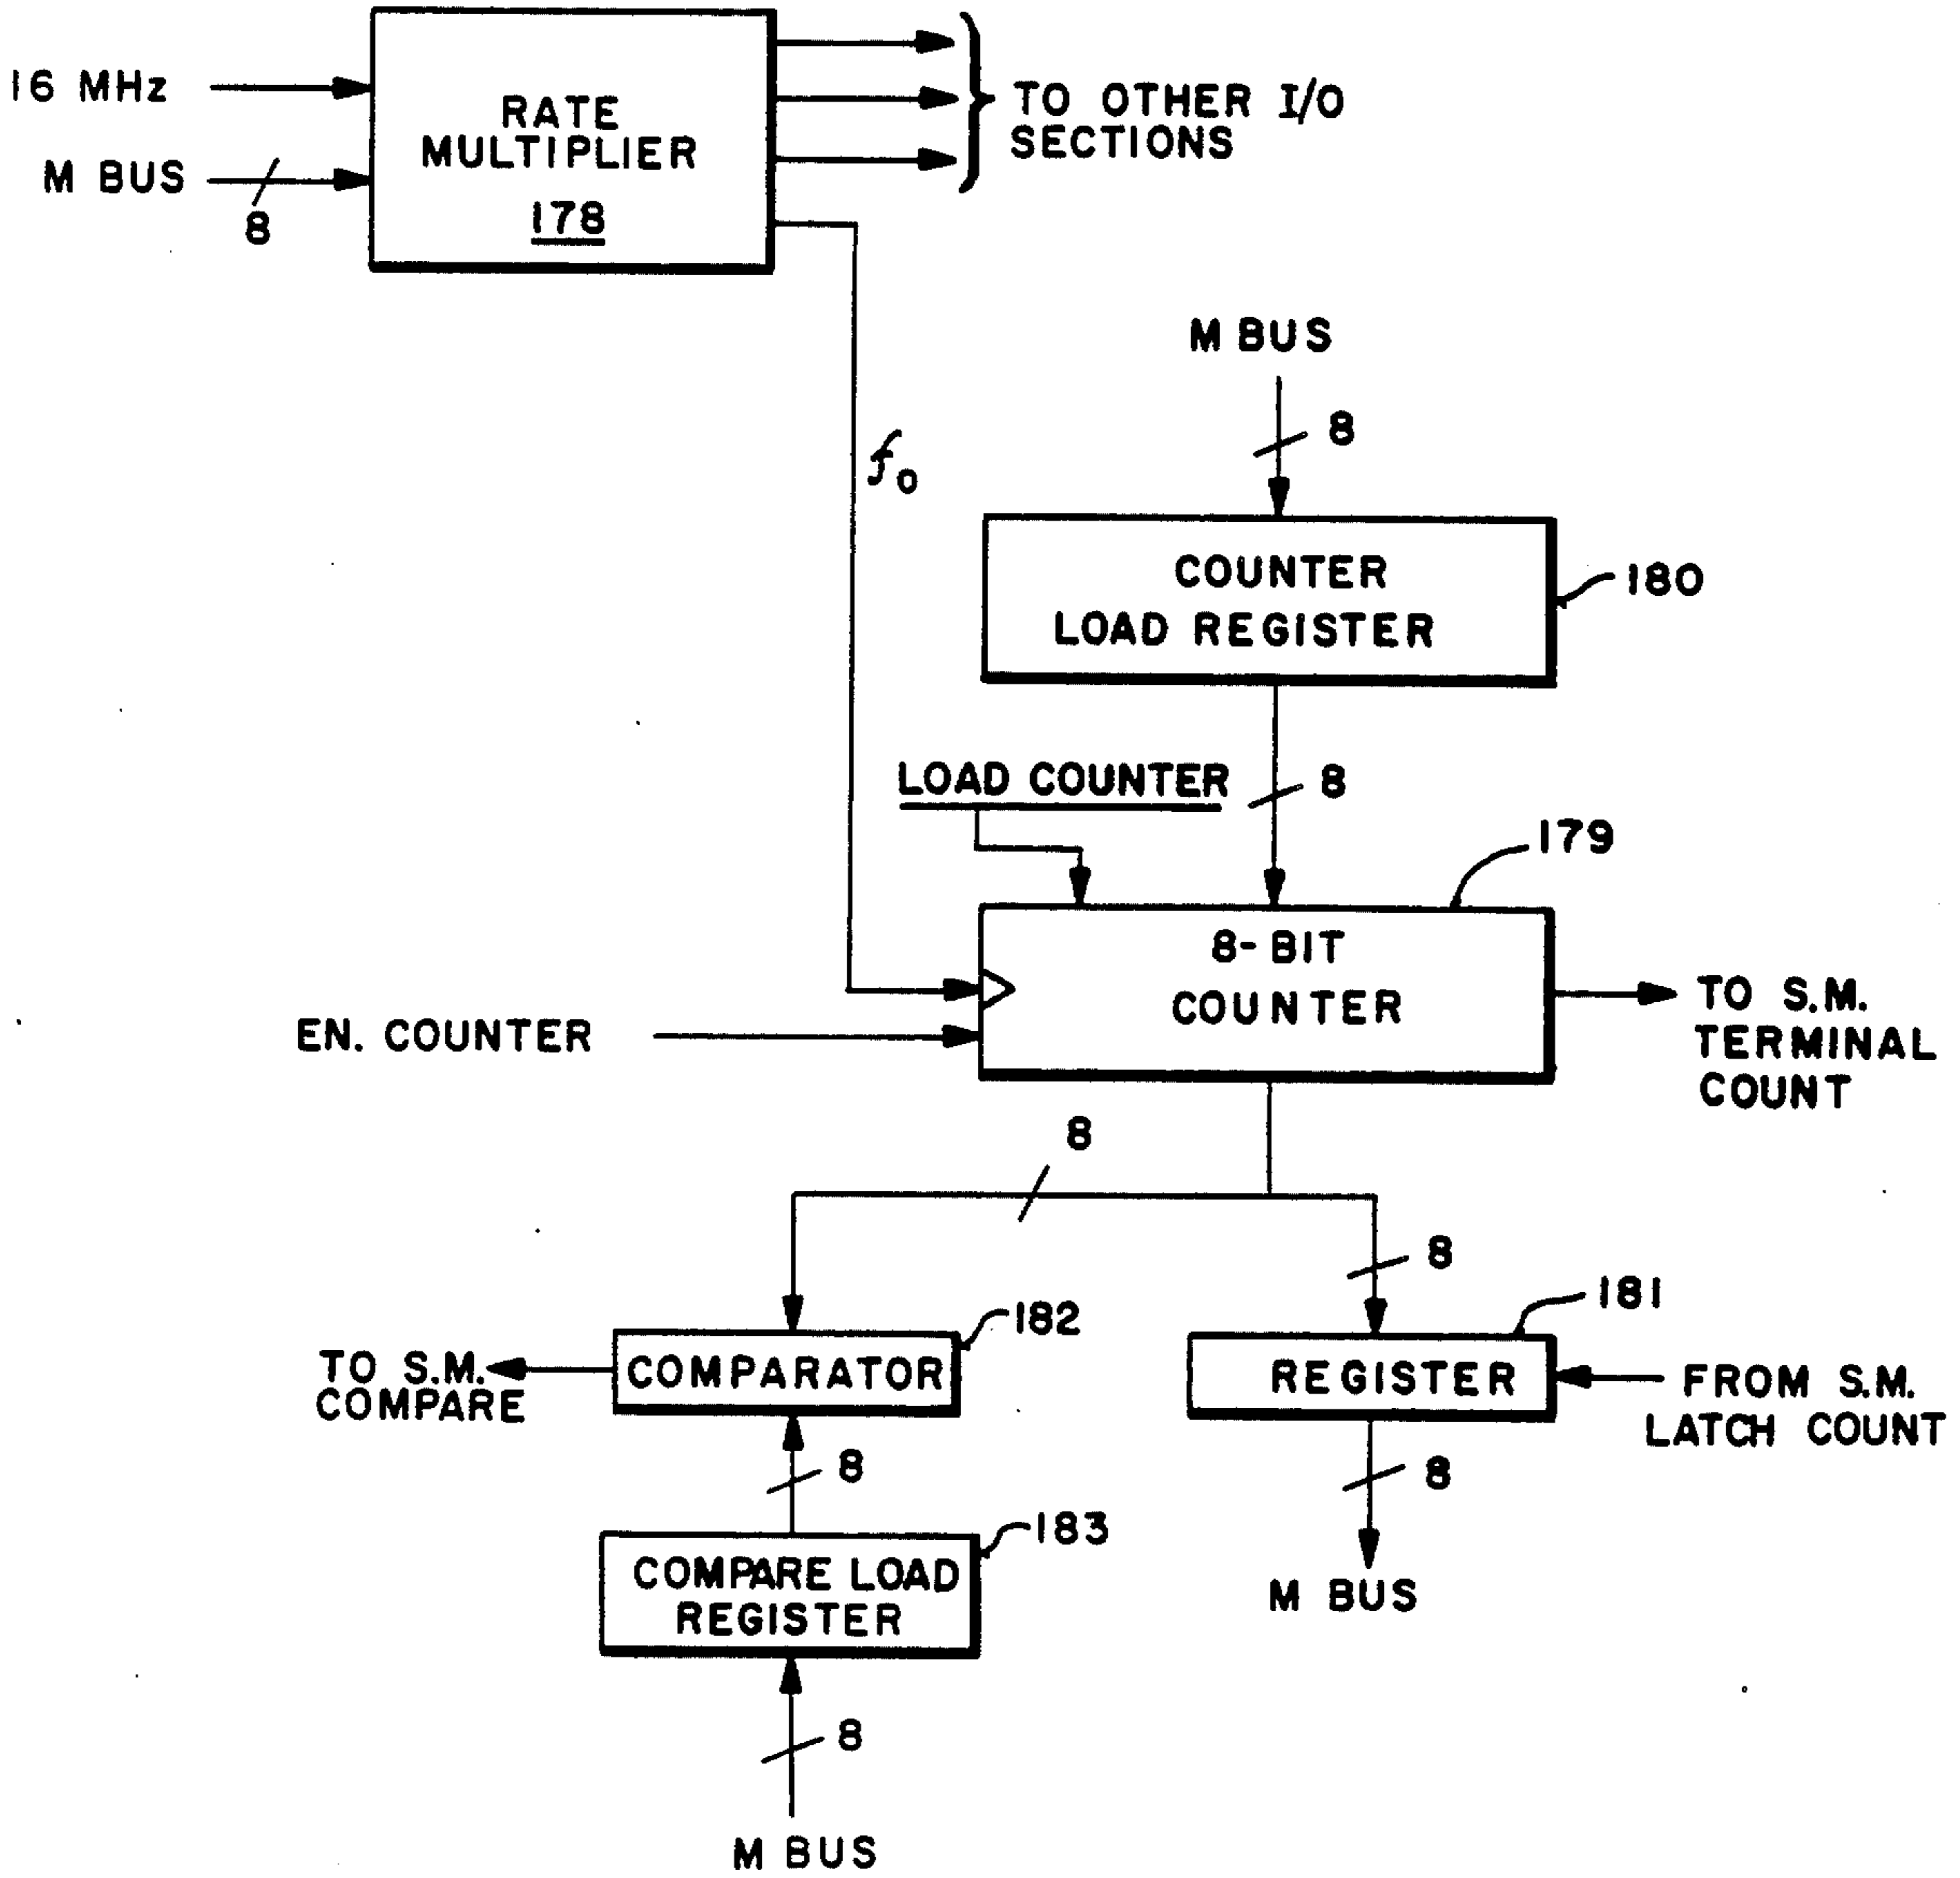 16 MHz
M BUS
8
RATE
MULTIPLIER
178
TO OTHER I/O
SECTIONS
f0
M BUS
8
COUNTER
LOAD REGISTER
180
LOAD COUNTER
8
179
8-BIT
COUNTER
EN. COUNTER
TO S.M.
TERMINAL
COUNT
8
8
182
181
TO S.M.
COMPARE
COMPARATOR
REGISTER
FROM S.M.
LATCH COUNT
8
8
183
COMPARE LOAD
REGISTER
M BUS
8
M BUS